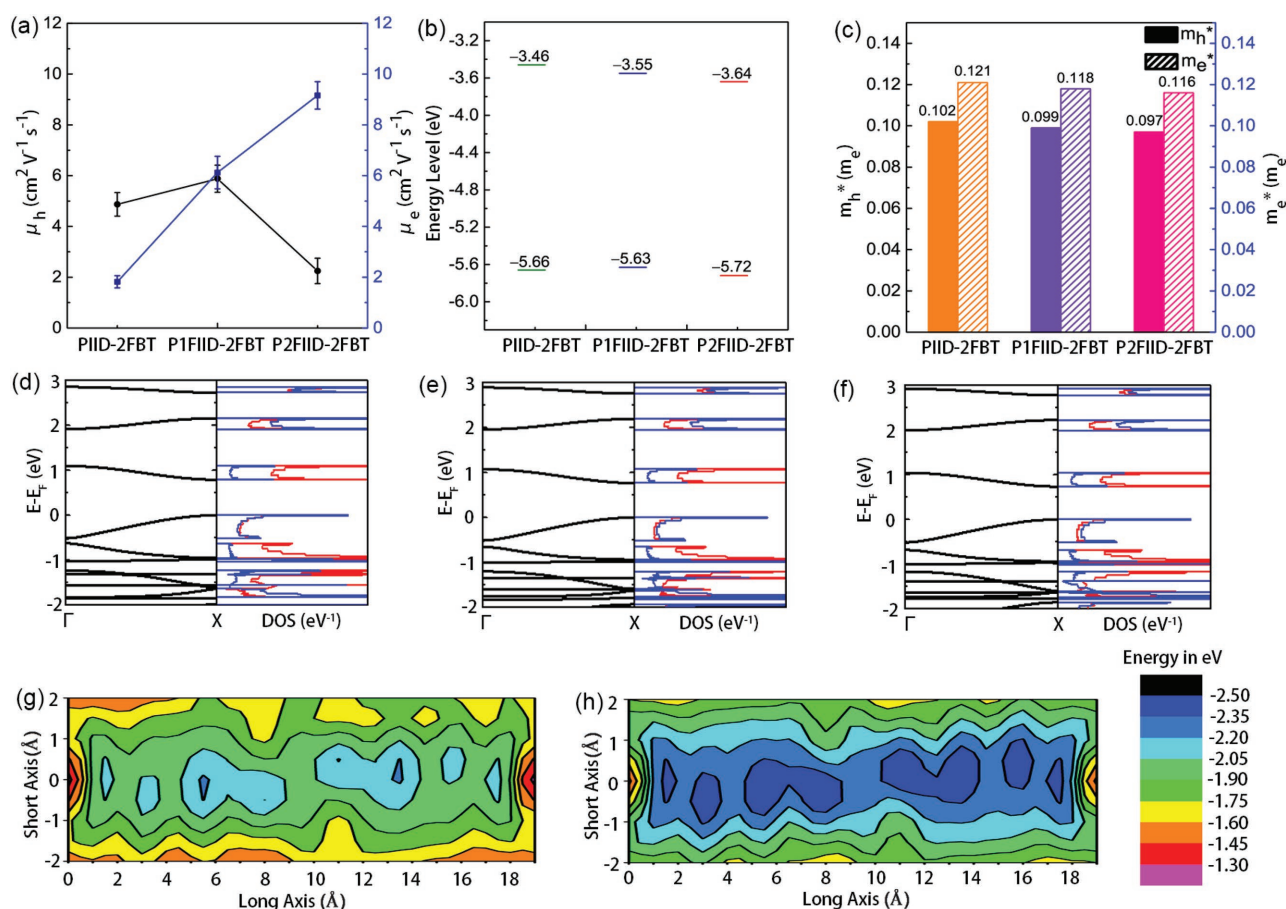 (a)
12
10
8
6
4
2
0
μh (cm² V⁻¹ s⁻¹)
12
10
8
6
4
2
0
μe (cm² V⁻¹ s⁻¹)
PIID-2FBT P1FIID-2FBT P2FIID-2FBT
(b)
-3.2
-3.6
-4.0
-4.4
-4.8
-5.2
-5.6
-6.0
Energy Level (eV)
−3.46
−3.55
−3.64
−5.66
−5.63
−5.72
PIID-2FBT P1FIID-2FBT P2FIID-2FBT
(c)
0.14
0.12
0.10
0.08
0.06
0.04
0.02
0.00
mh* (me)
mh*
me*
0.102
0.121
0.099
0.118
0.097
0.116
0.14
0.12
0.10
0.08
0.06
0.04
0.02
0.00
me* (me)
PIID-2FBT P1FIID-2FBT P2FIID-2FBT
(d)
3
2
1
0
-1
-2
E-EF (eV)
Γ X DOS (eV⁻¹)
(e)
3
2
1
0
-1
-2
E-EF (eV)
Γ X DOS (eV⁻¹)
(f)
3
2
1
0
-1
-2
E-EF (eV)
Γ X DOS (eV⁻¹)
(g)
2
1
0
-1
-2
Short Axis(Å)
0 2 4 6 8 10 12 14 16 18
Long Axis (Å)
(h)
2
1
0
-1
-2
Short Axis(Å)
0 2 4 6 8 10 12 14 16 18
Long Axis (Å)
Energy in eV
-2.50
-2.35
-2.20
-2.05
-1.90
-1.75
-1.60
-1.45
-1.30